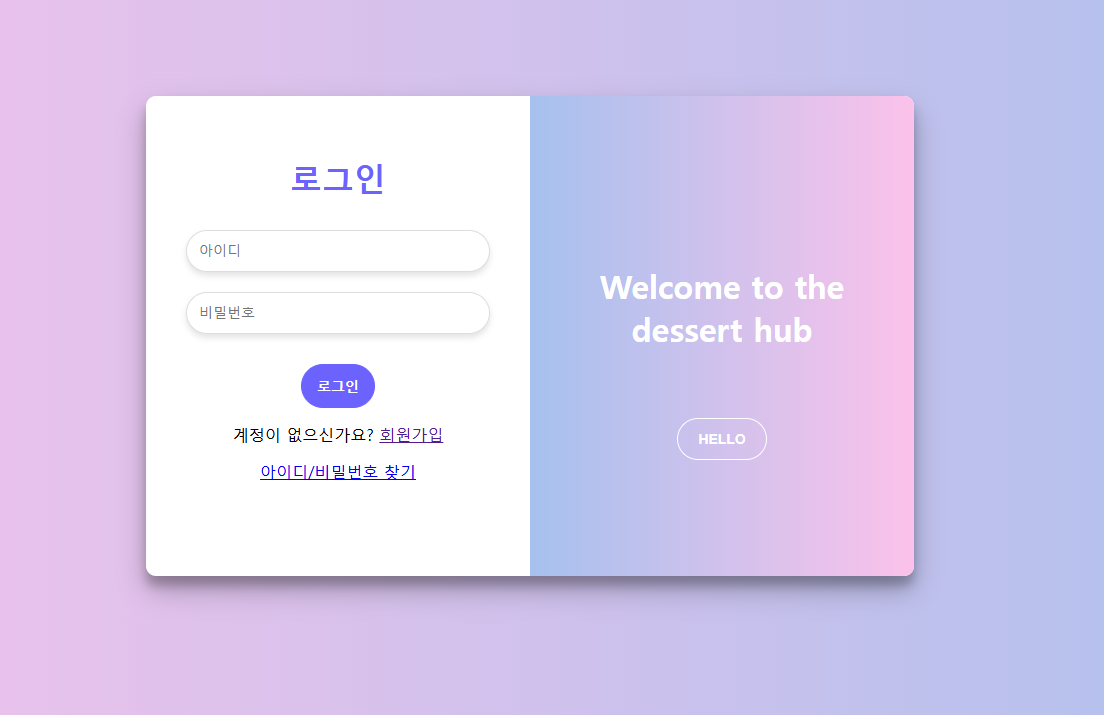 로그인
아이디
비밀번호
로그인
계정이 없으신가요? 회원가입
아이디/비밀번호 찾기
Welcome to the
dessert hub
HELLO